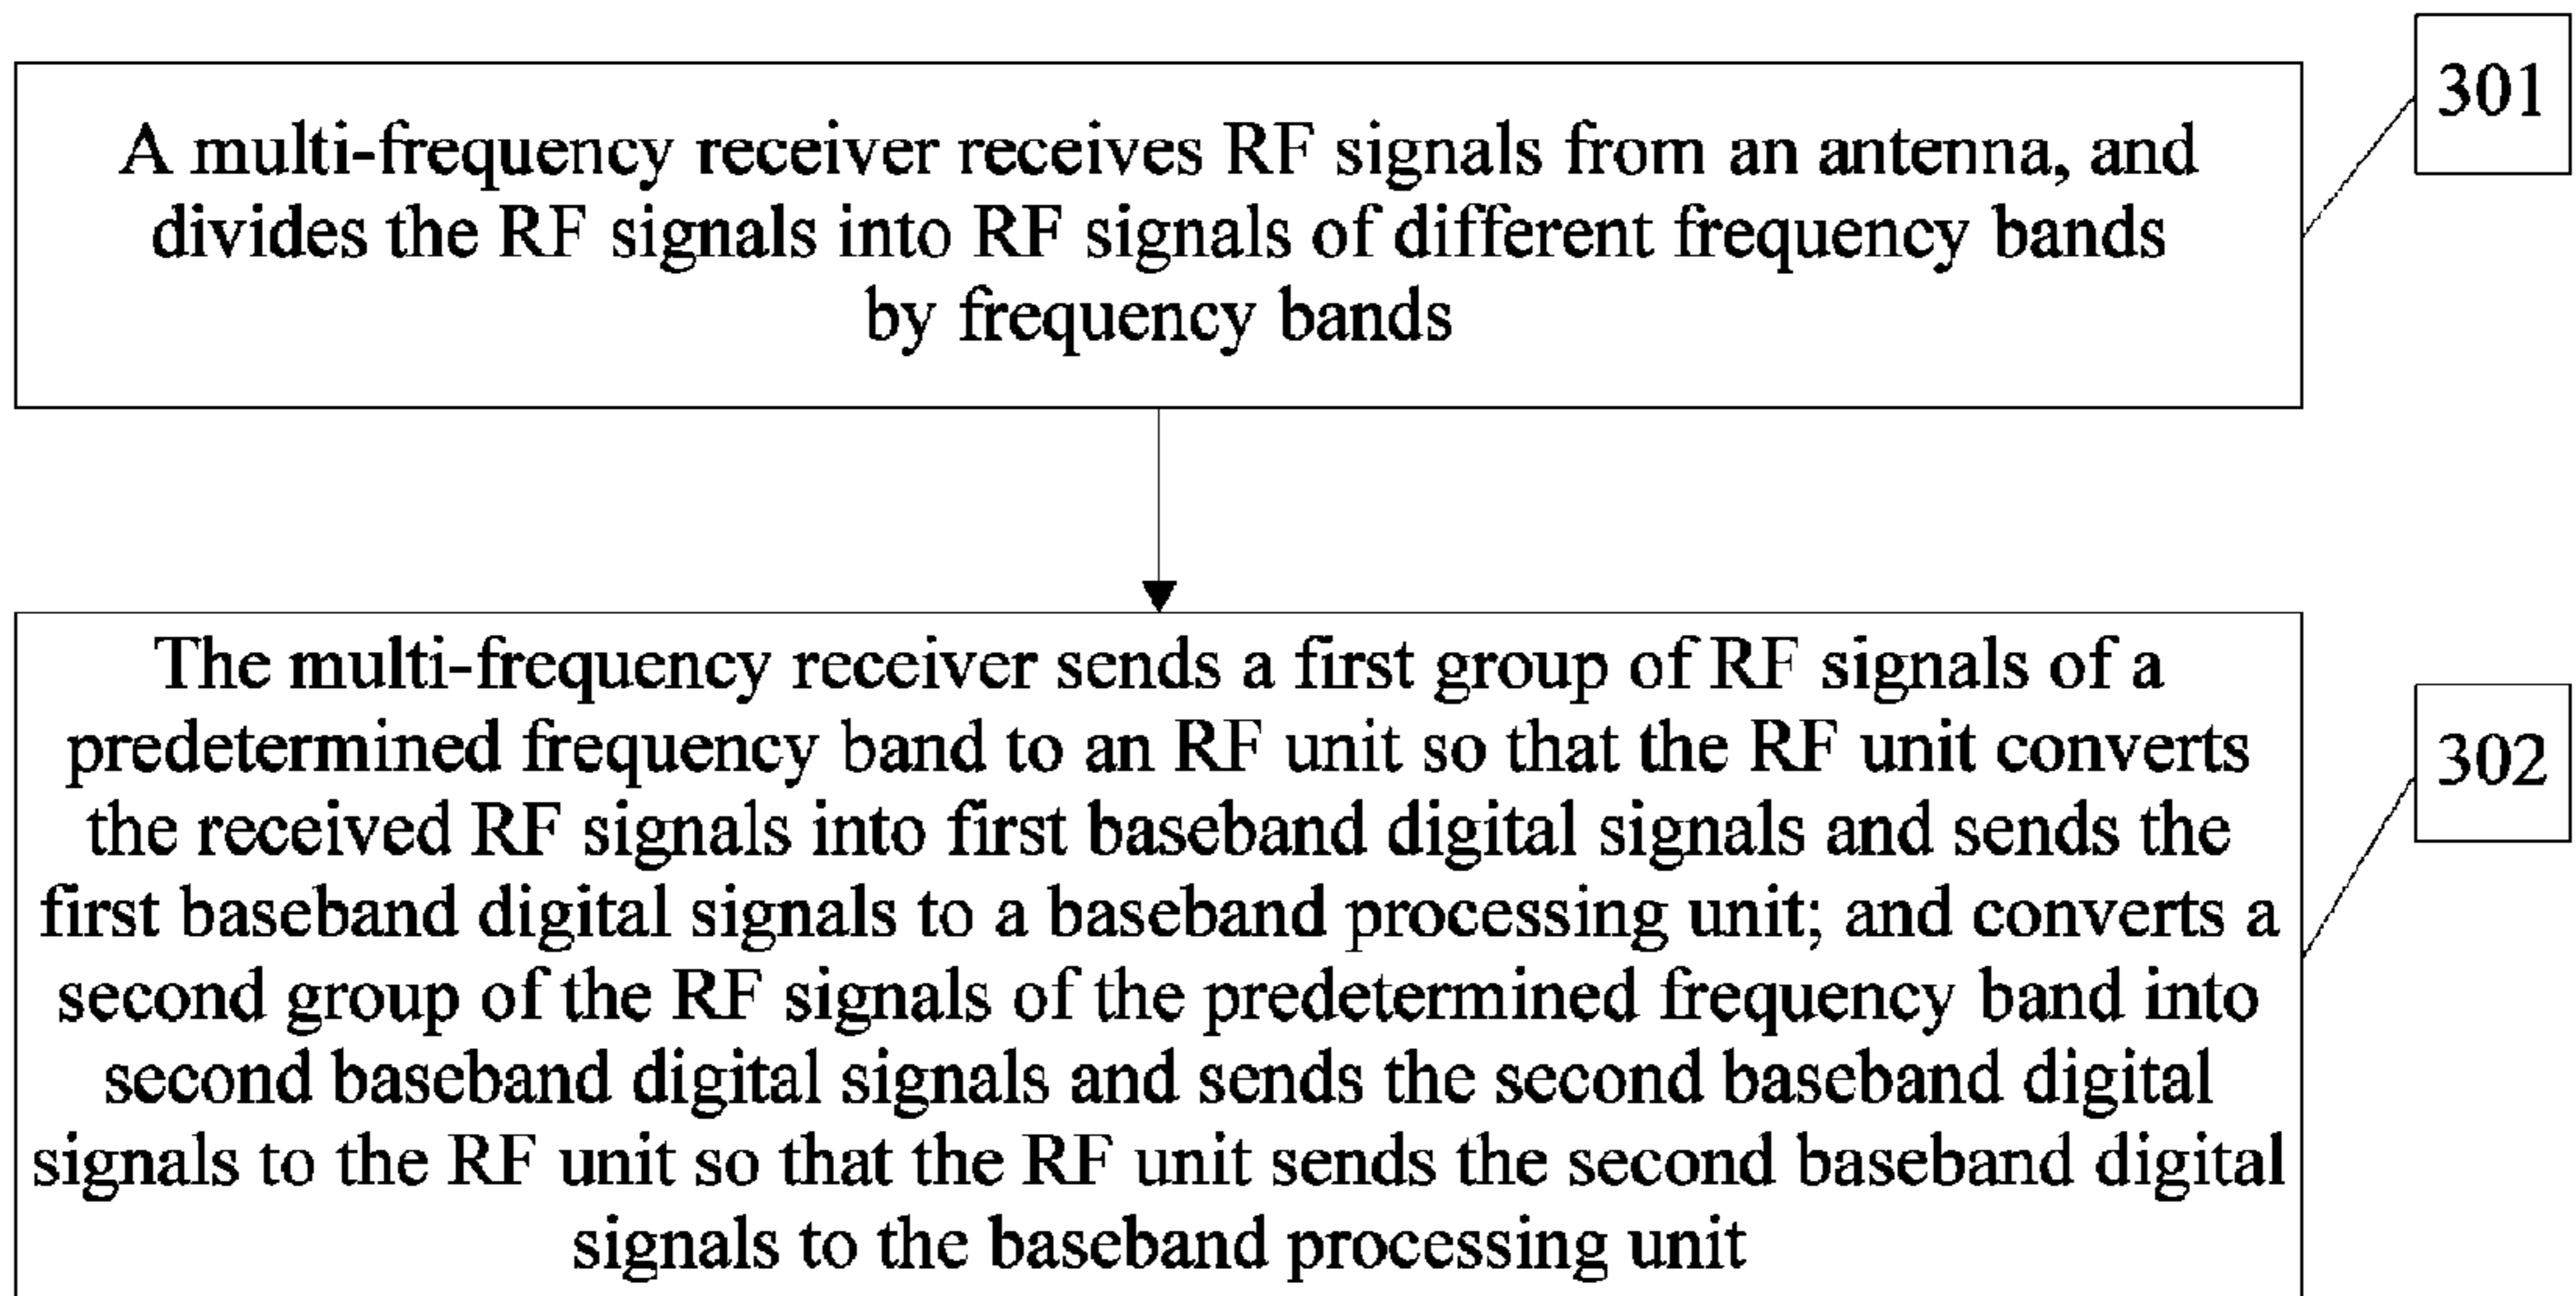 301
A multi-frequency receiver receives RF signals from an antenna, and
divides the RF signals into RF signals of different frequency bands
by frequency bands
The multi-frequency receiver sends a first group of RF signals of a
predetermined frequency band to an RF unit so that the RF unit converts
the received RF signals into first baseband digital signals and sends the
first baseband digital signals to a baseband processing unit; and converts a
second group of the RF signals of the predetermined frequency band into
second baseband digital signals and sends the second baseband digital
signals to the RF unit so that the RF unit sends the second baseband digital
signals to the baseband processing unit
302